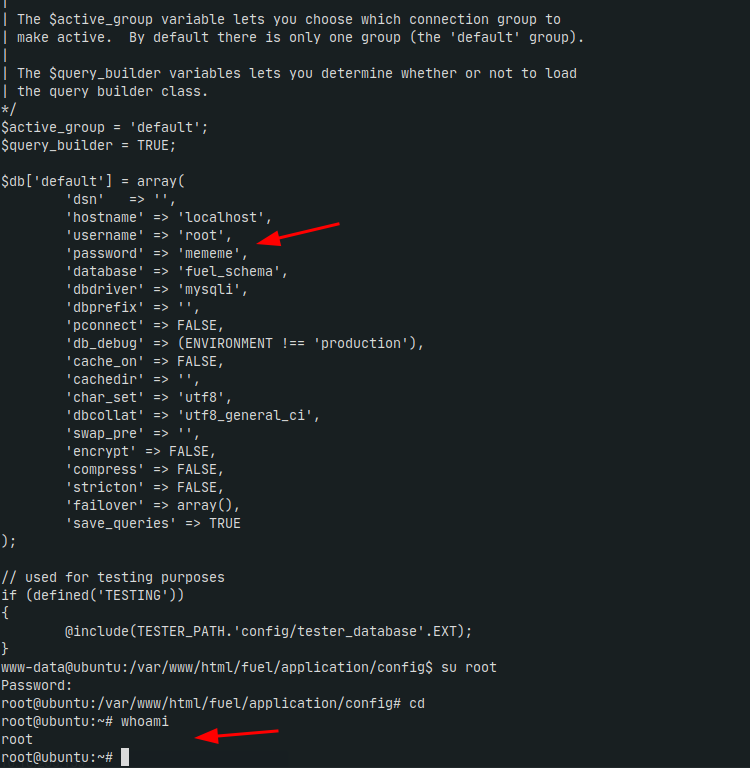 |
| The $active_group variable lets you choose which connection group to
| make active.  By default there is only one group (the 'default' group).
|
| The $query_builder variables lets you determine whether or not to load
| the query builder class.
*/
$active_group = 'default';
$query_builder = TRUE;

$db['default'] = array(
        'dsn'   => '',
        'hostname' => 'localhost',
        'username' => 'root',
        'password' => 'mememe',
        'database' => 'fuel_schema',
        'dbdriver' => 'mysqli',
        'dbprefix' => '',
        'pconnect' => FALSE,
        'db_debug' => (ENVIRONMENT !== 'production'),
        'cache_on' => FALSE,
        'cachedir' => '',
        'char_set' => 'utf8',
        'dbcollat' => 'utf8_general_ci',
        'swap_pre' => '',
        'encrypt' => FALSE,
        'compress' => FALSE,
        'stricton' => FALSE,
        'failover' => array(),
        'save_queries' => TRUE
);

// used for testing purposes
if (defined('TESTING'))
{
        @include(TESTER_PATH.'config/tester_database'.EXT);
}
www-data@ubuntu:/var/www/html/fuel/application/config$ su root
Password:
root@ubuntu:/var/www/html/fuel/application/config# cd
root@ubuntu:~# whoami
root
root@ubuntu:~#